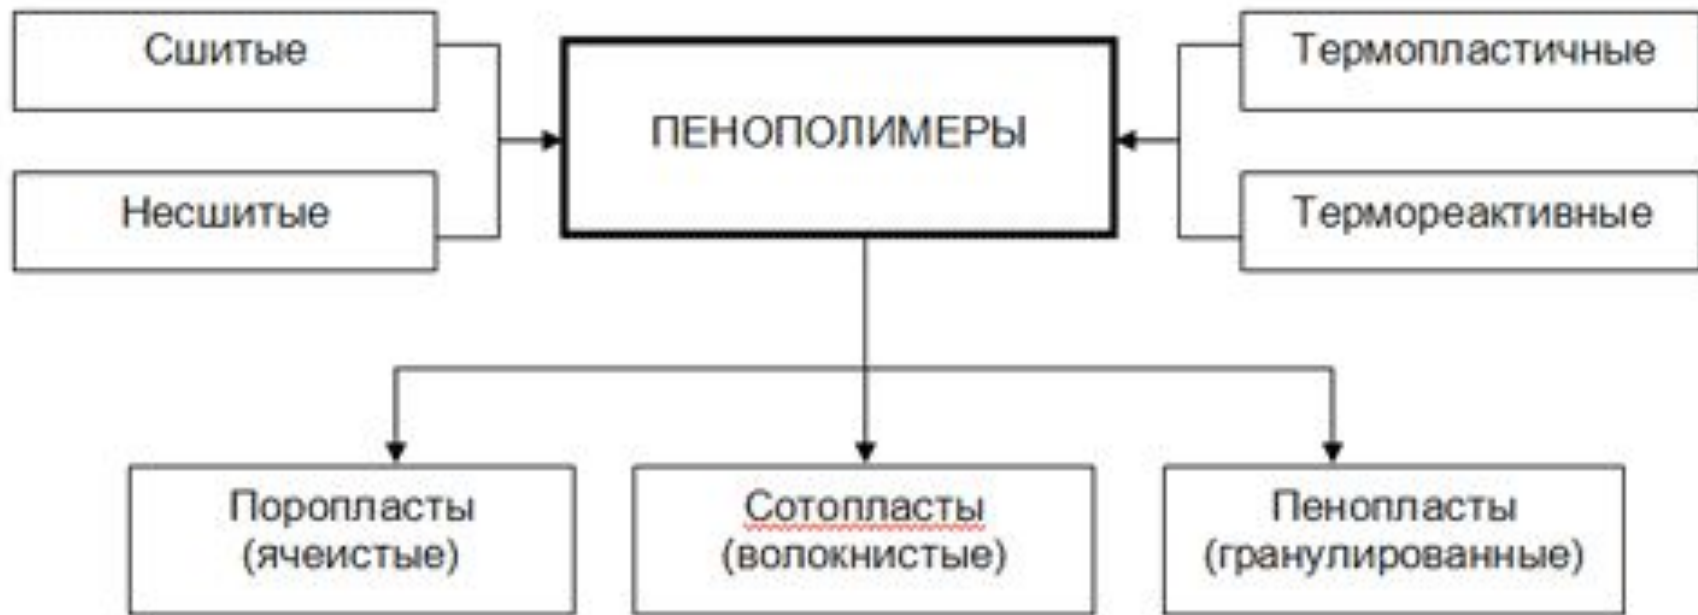 Сшитые
ПЕНОПОЛИМЕРЫ
Термопластичные
Несшитые
Термореактивные
Поропласты
(ячеистые)
Сотопласты
(волокнистые)
Пенопласты
(гранулированные)